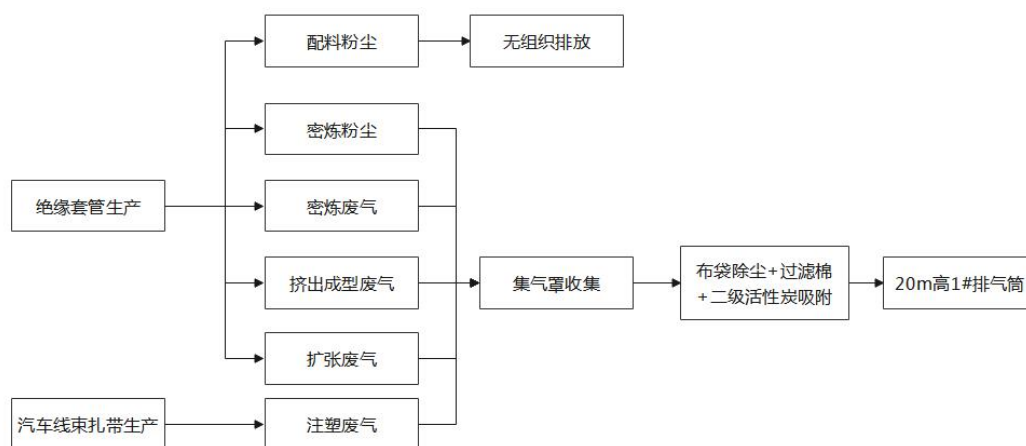 配料粉尘
无组织排放
密炼粉尘
绝缘套管生产
密炼废气
挤出成型废气
集气罩收集
布袋除尘+过滤棉
+二级活性炭吸附
20m高1#排气筒
扩张废气
汽车线束扎带生产
注塑废气